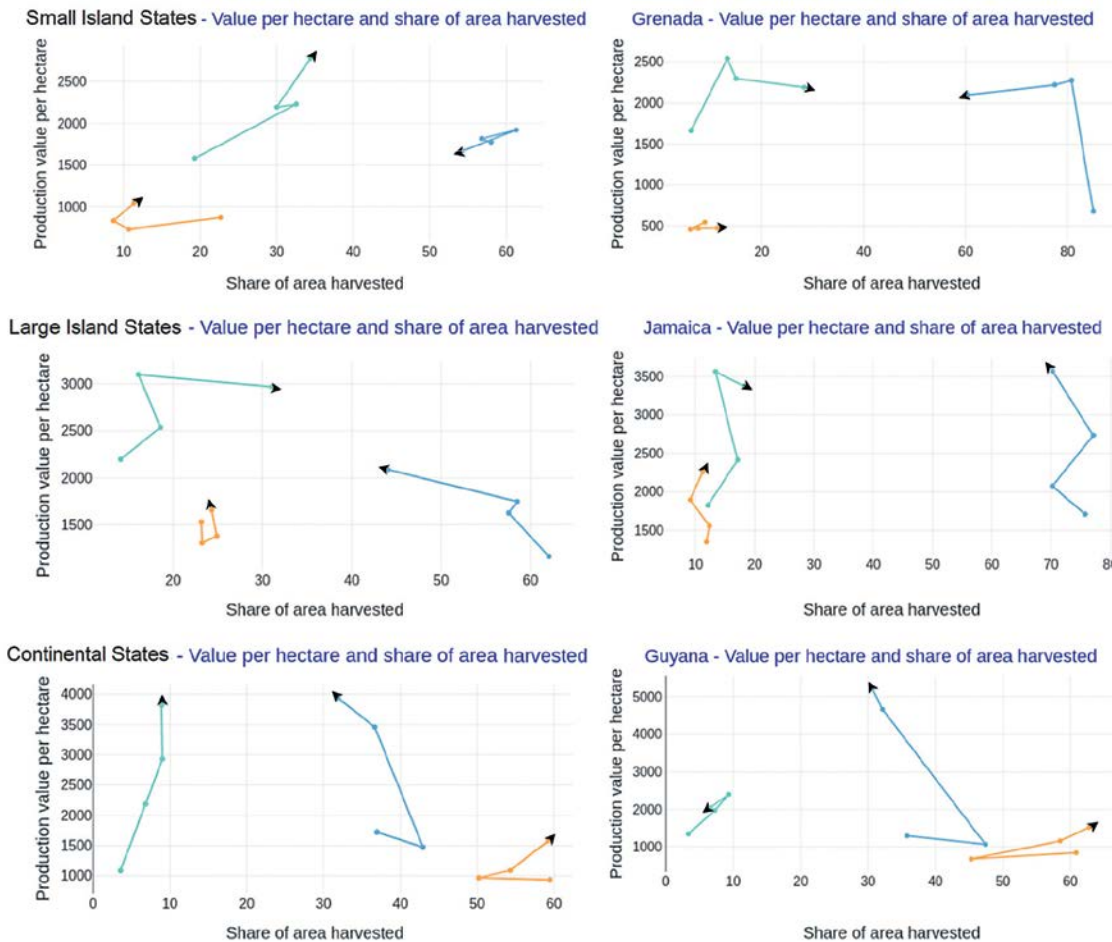 Small Island States - Value per hectare and share of area harvested
Production value per hectare
2500
2000
1500
1000
10 20 30 40 50 60
Share of area harvested
Grenada - Value per hectare and share of area harvested
Production value per hectare
2500
2000
1500
1000
500
20 40 60 80
Share of area harvested
Large Island States - Value per hectare and share of area harvested
Production value per hectare
3000
2500
2000
1500
20 30 40 50 60
Share of area harvested
Jamaica - Value per hectare and share of area harvested
Production value per hectare
3500
3000
2500
2000
1500
10 20 30 40 50 60 70 80
Share of area harvested
Continental States - Value per hectare and share of area harvested
Production value per hectare
4000
3500
3000
2500
2000
1500
1000
0 10 20 30 40 50 60
Share of area harvested
Guyana - Value per hectare and share of area harvested
Production value per hectare
5000
4000
3000
2000
1000
0 10 20 30 40 50 60
Share of area harvested